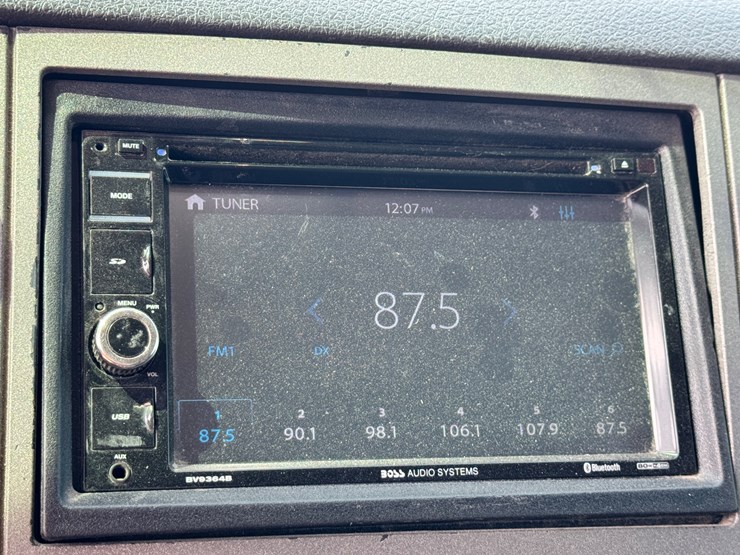 MUTE
MODE
MENU
PWR
VOL
USB
AUX
BV9364B
TUNER
12:07 PM
87.5
FM1 DX SCAN
1 2 3 4 5 6
87.5 90.1 98.1 106.1 107.9 87.5
BOSS AUDIO SYSTEMS
Bluetooth